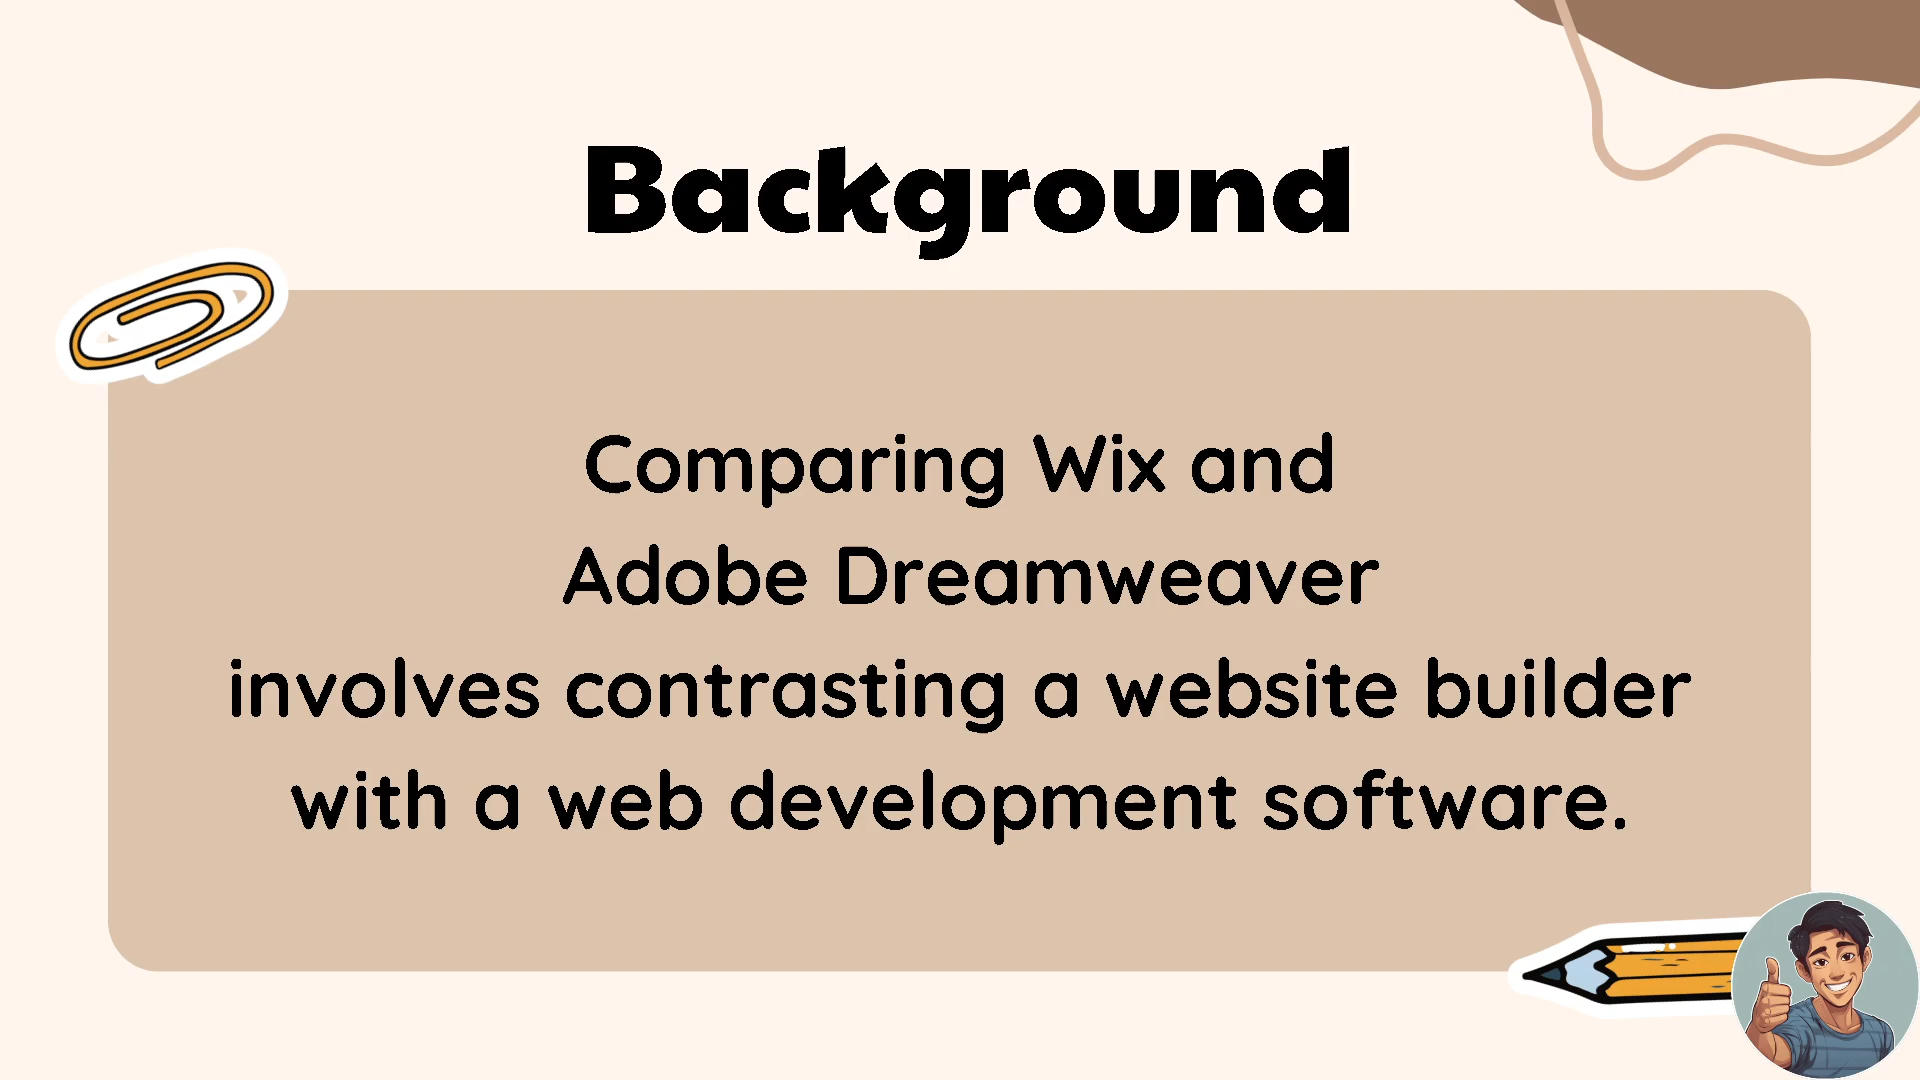 Background
Comparing Wix and
Adobe Dreamweaver
involves contrasting a website builder
with a web development software.